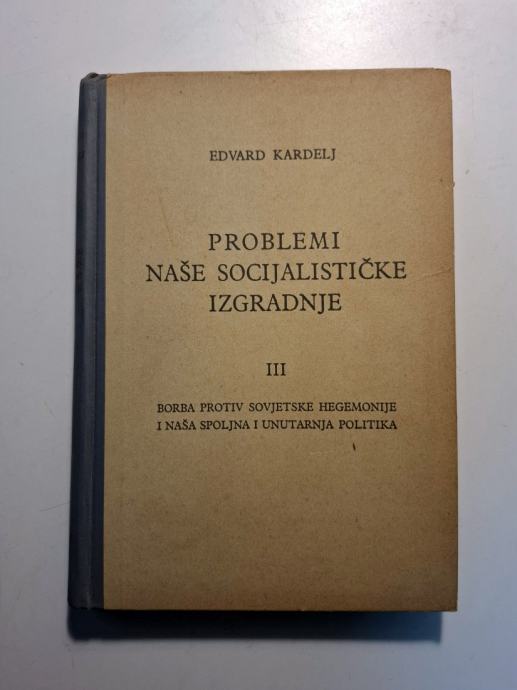 EDVARD KARDELJ
PROBLEMI
NAŠE SOCIJALISTIČKE
IZGRADNJE
III
BORBA PROTIV SOVJETSKE HEGEMONIJE
I NAŠA SPOLJNA I UNUTARNJA POLITIKA